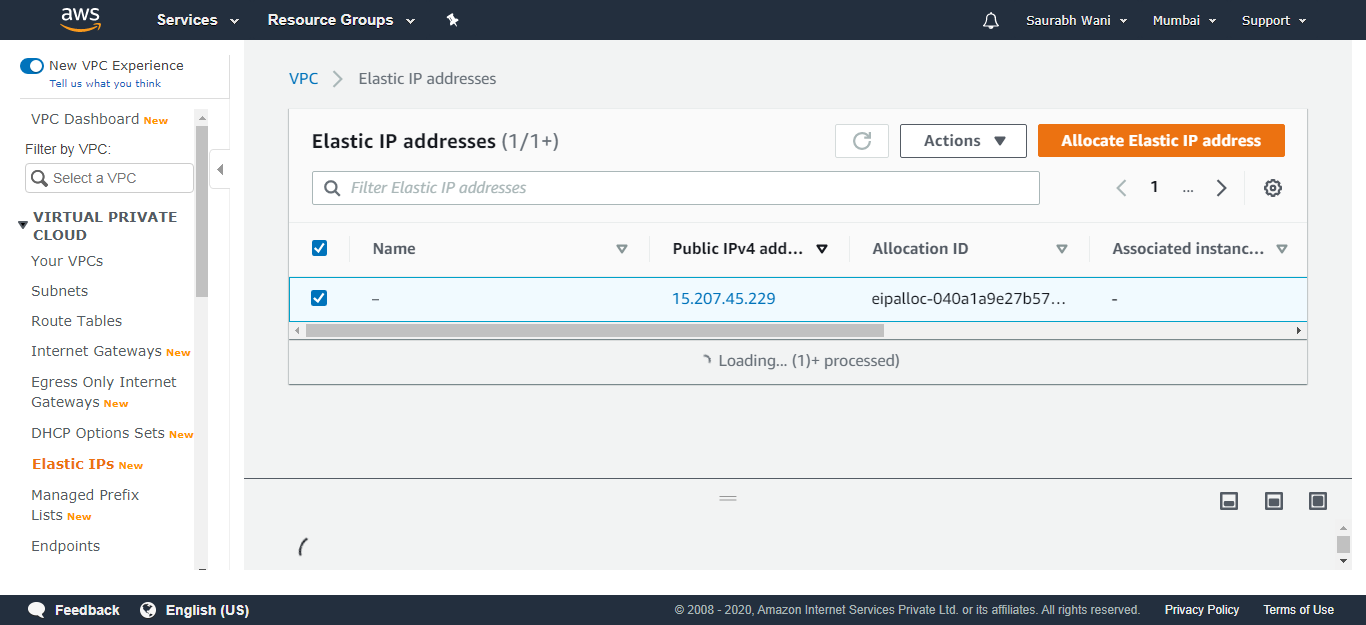 aws Services Resource Groups Saurabh Wani Mumbai Support
New VPC Experience
Tell us what you think
VPC Dashboard New
Filter by VPC:
Select a VPC
VIRTUAL PRIVATE
CLOUD
Your VPCs
Subnets
Route Tables
Internet Gateways New
Egress Only Internet
Gateways New
DHCP Options Sets New
Elastic IPs New
Managed Prefix
Lists New
Endpoints
VPC Elastic IP addresses
Elastic IP addresses (1/1+) Actions Allocate Elastic IP address
Filter Elastic IP addresses 1 ...
Name Public IPv4 add... Allocation ID Associated instanc...
– 15.207.45.229 eipalloc-040a1a9e27b57... -
Loading... (1)+ processed)
Feedback English (US) © 2008 - 2020, Amazon Internet Services Private Ltd. or its affiliates. All rights reserved. Privacy Policy Terms of Use